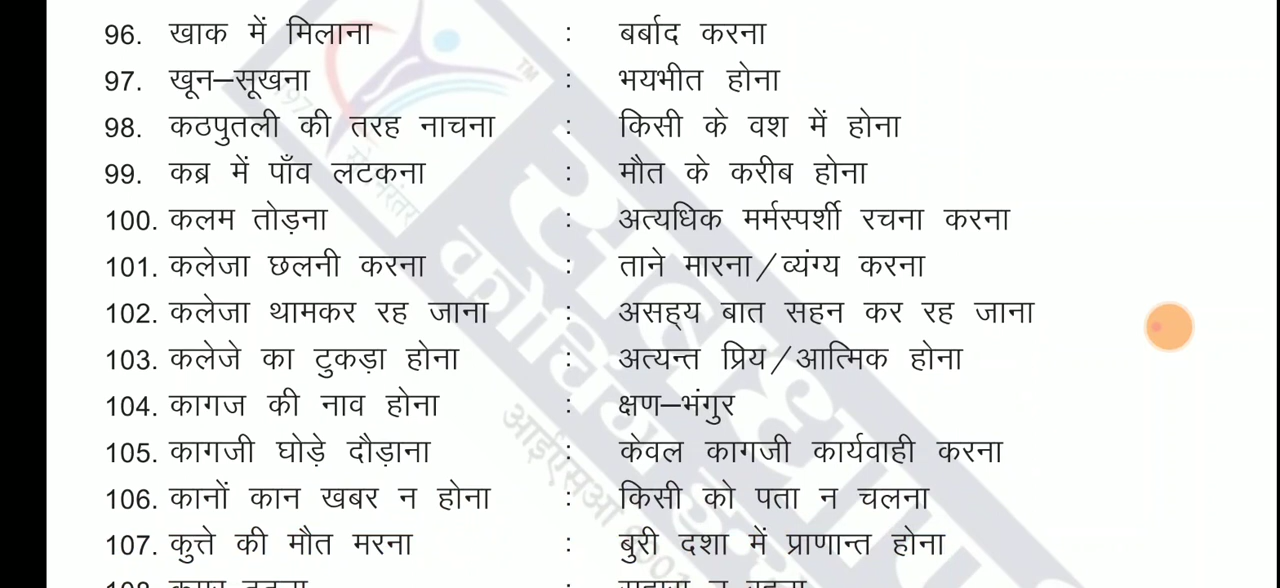 96. खाक में मिलाना : बर्बाद करना
97. खून–सूखना : भयभीत होना
98. कठपुतली की तरह नाचना : किसी के वश में होना
99. कब्र में पाँव लटकना : मौत के करीब होना
100. कलम तोड़ना : अत्यधिक मर्मस्पर्शी रचना करना
101. कलेजा छलनी करना : ताने मारना/व्यंग्य करना
102. कलेजा थामकर रह जाना : असह्य बात सहन कर रह जाना
103. कलेजे का टुकड़ा होना : अत्यन्त प्रिय/आत्मिक होना
104. कागज की नाव होना : क्षण–भंगुर
105. कागजी घोड़े दौड़ाना : केवल कागजी कार्यवाही करना
106. कानों कान खबर न होना : किसी को पता न चलना
107. कुत्ते की मौत मरना : बुरी दशा में प्राणान्त होना